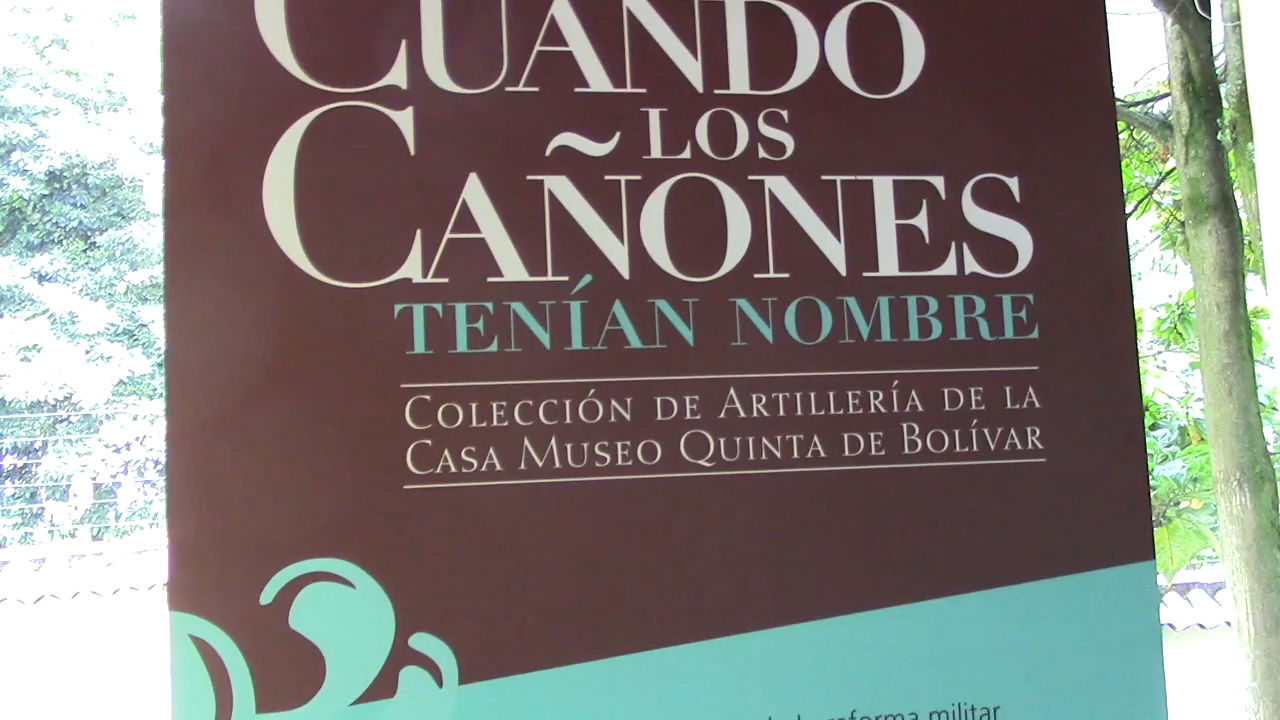 CUANDO
LOS
CAÑONES
TENÍAN NOMBRE
COLECCIÓN DE ARTILLERÍA DE LA
CASA MUSEO QUINTA DE BOLÍVAR
reforma militar